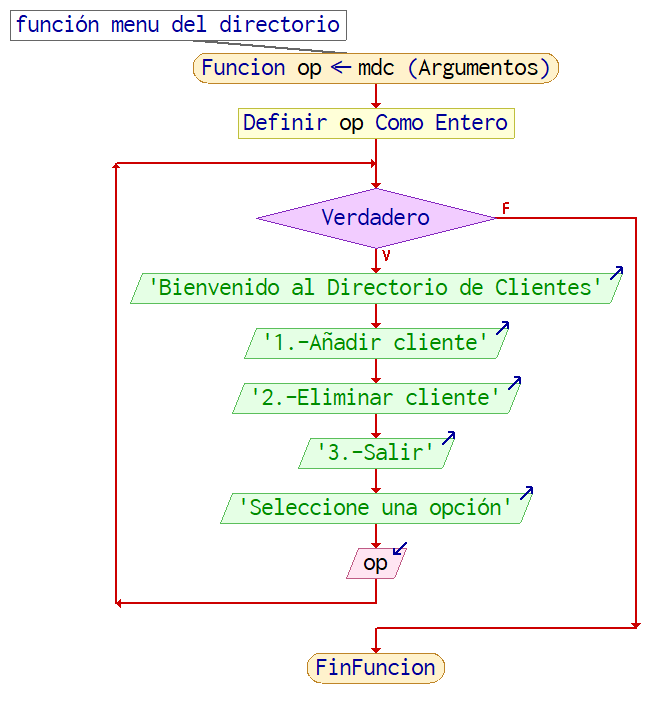 función menu del directorio
Funcion op ← mdc (Argumentos)
Definir op Como Entero
Verdadero
F
V
'Bienvenido al Directorio de Clientes'
'1.-Añadir cliente'
'2.-Eliminar cliente'
'3.-Salir'
'Seleccione una opción'
op
FinFuncion